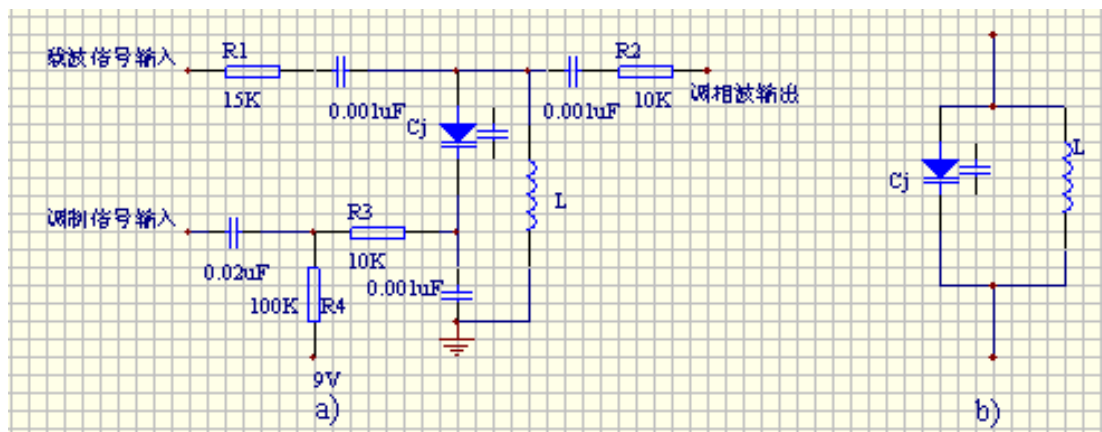 载波信号输入
R1
15K
0.001uF
Cj
0.001uF
R2
10K
调相波输出
调制信号输入
0.02uF
R3
10K
100K
R4
0.001uF
L
9V
a)
Cj
L
b)